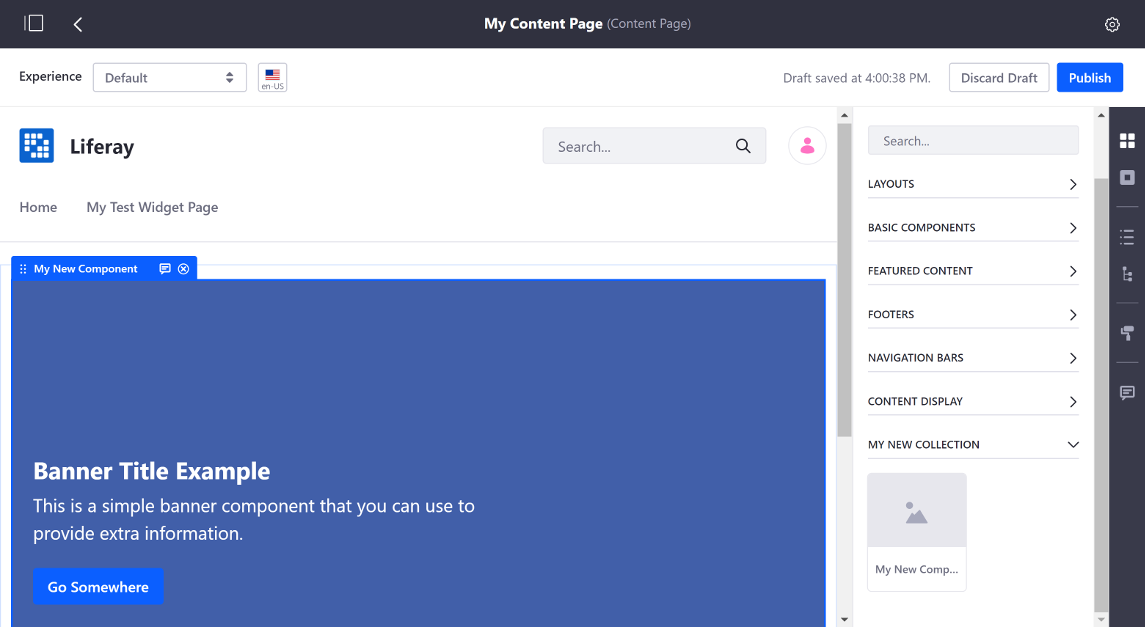 My Content Page (Content Page)
Experience
Default
en-US
Draft saved at 4:00:38 PM.
Discard Draft
Publish
Liferay
Search...
Home
My Test Widget Page
My New Component
Banner Title Example
This is a simple banner component that you can use to
provide extra information.
Go Somewhere
Search...
LAYOUTS
BASIC COMPONENTS
FEATURED CONTENT
FOOTERS
NAVIGATION BARS
CONTENT DISPLAY
MY NEW COLLECTION
My New Comp...